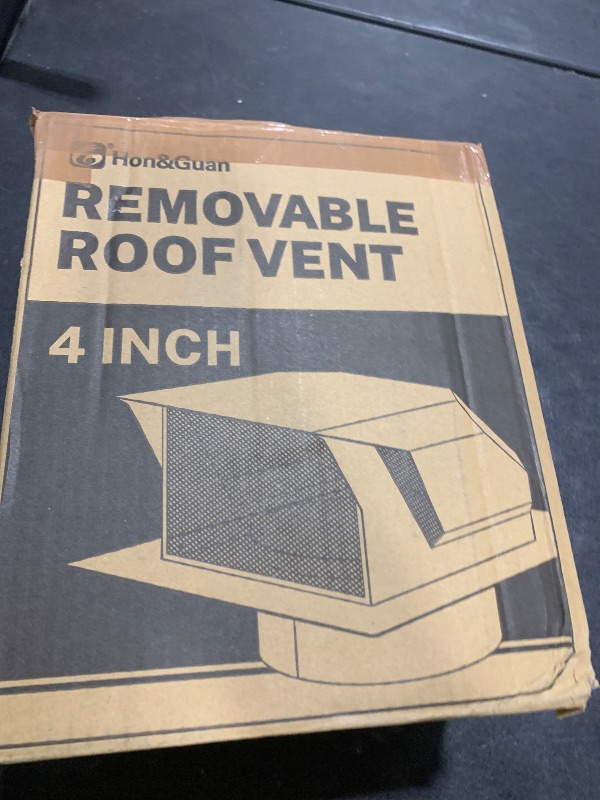 Hon&Guan
REMOVABLE
ROOF VENT
4 INCH